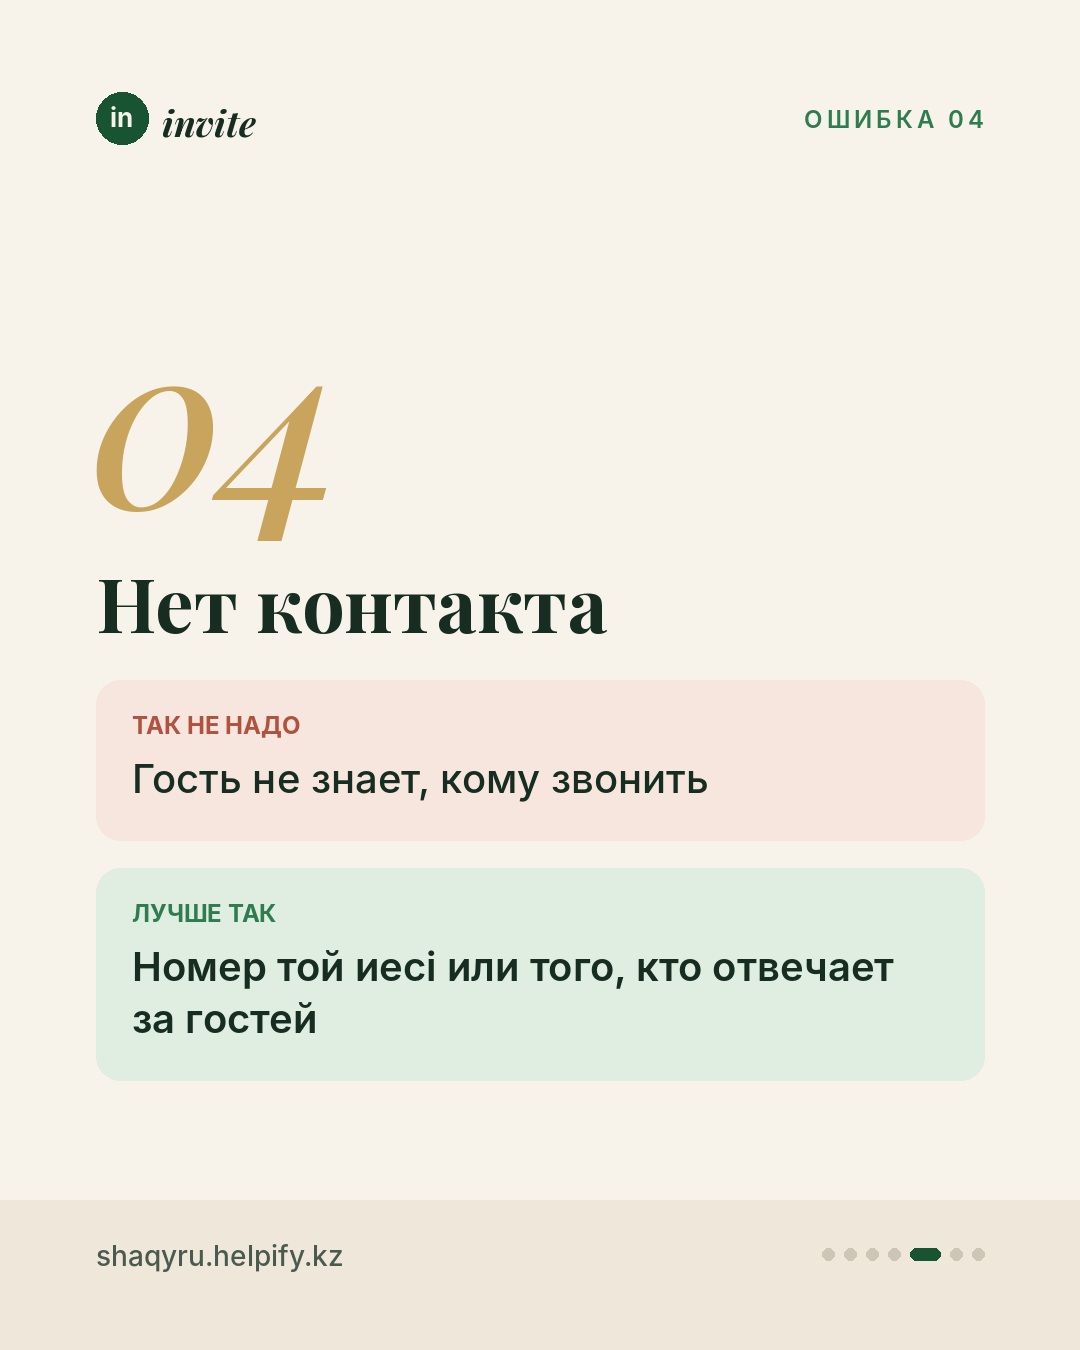 in invite
ОШИБКА 04
04
Нет контакта
ТАК НЕ НАДО
Гость не знает, кому звонить
ЛУЧШЕ ТАК
Номер той иесі или того, кто отвечает
за гостей
shaqyru.helpify.kz